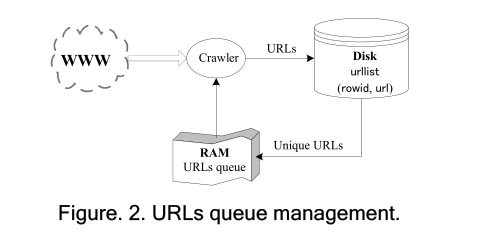 WWW
Crawler
URLs
Disk
urllist
(rowid, url)
RAM
URLs queue
Unique URLs
Figure. 2. URLs queue management.